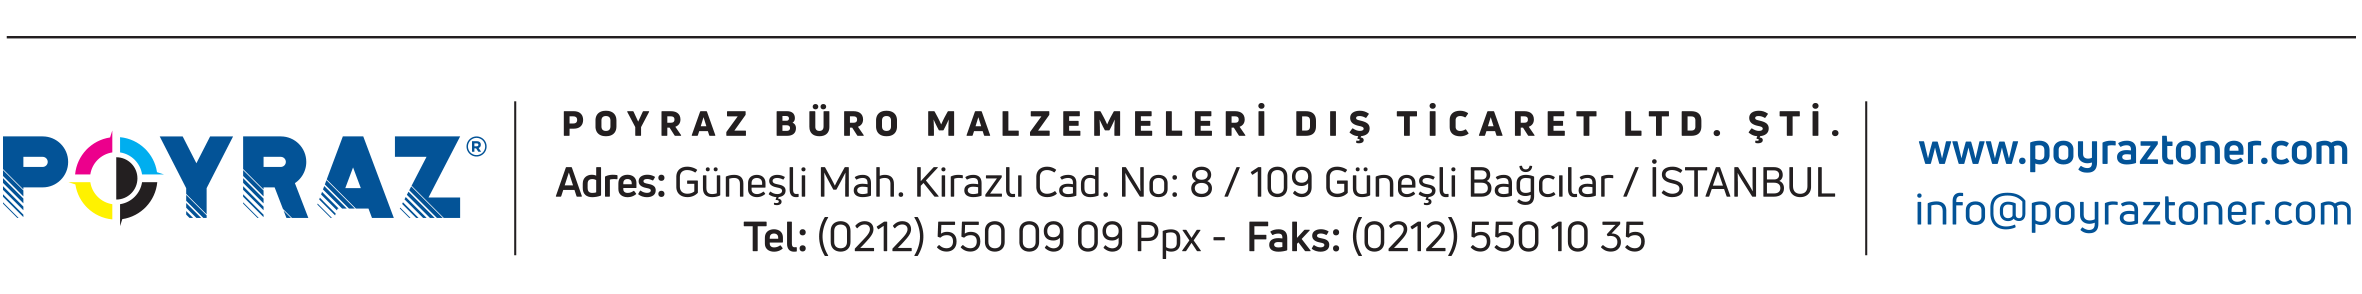 POYRAZ®
POYRAZ BÜRO MALZEMELERİ DIŞ TİCARET LTD. ŞTİ.
Adres: Güneşli Mah. Kirazlı Cad. No: 8 / 109 Güneşli Bağcılar / İSTANBUL
Tel: (0212) 550 09 09 Ppx - Faks: (0212) 550 10 35
www.poyraztoner.com
info@poyraztoner.com